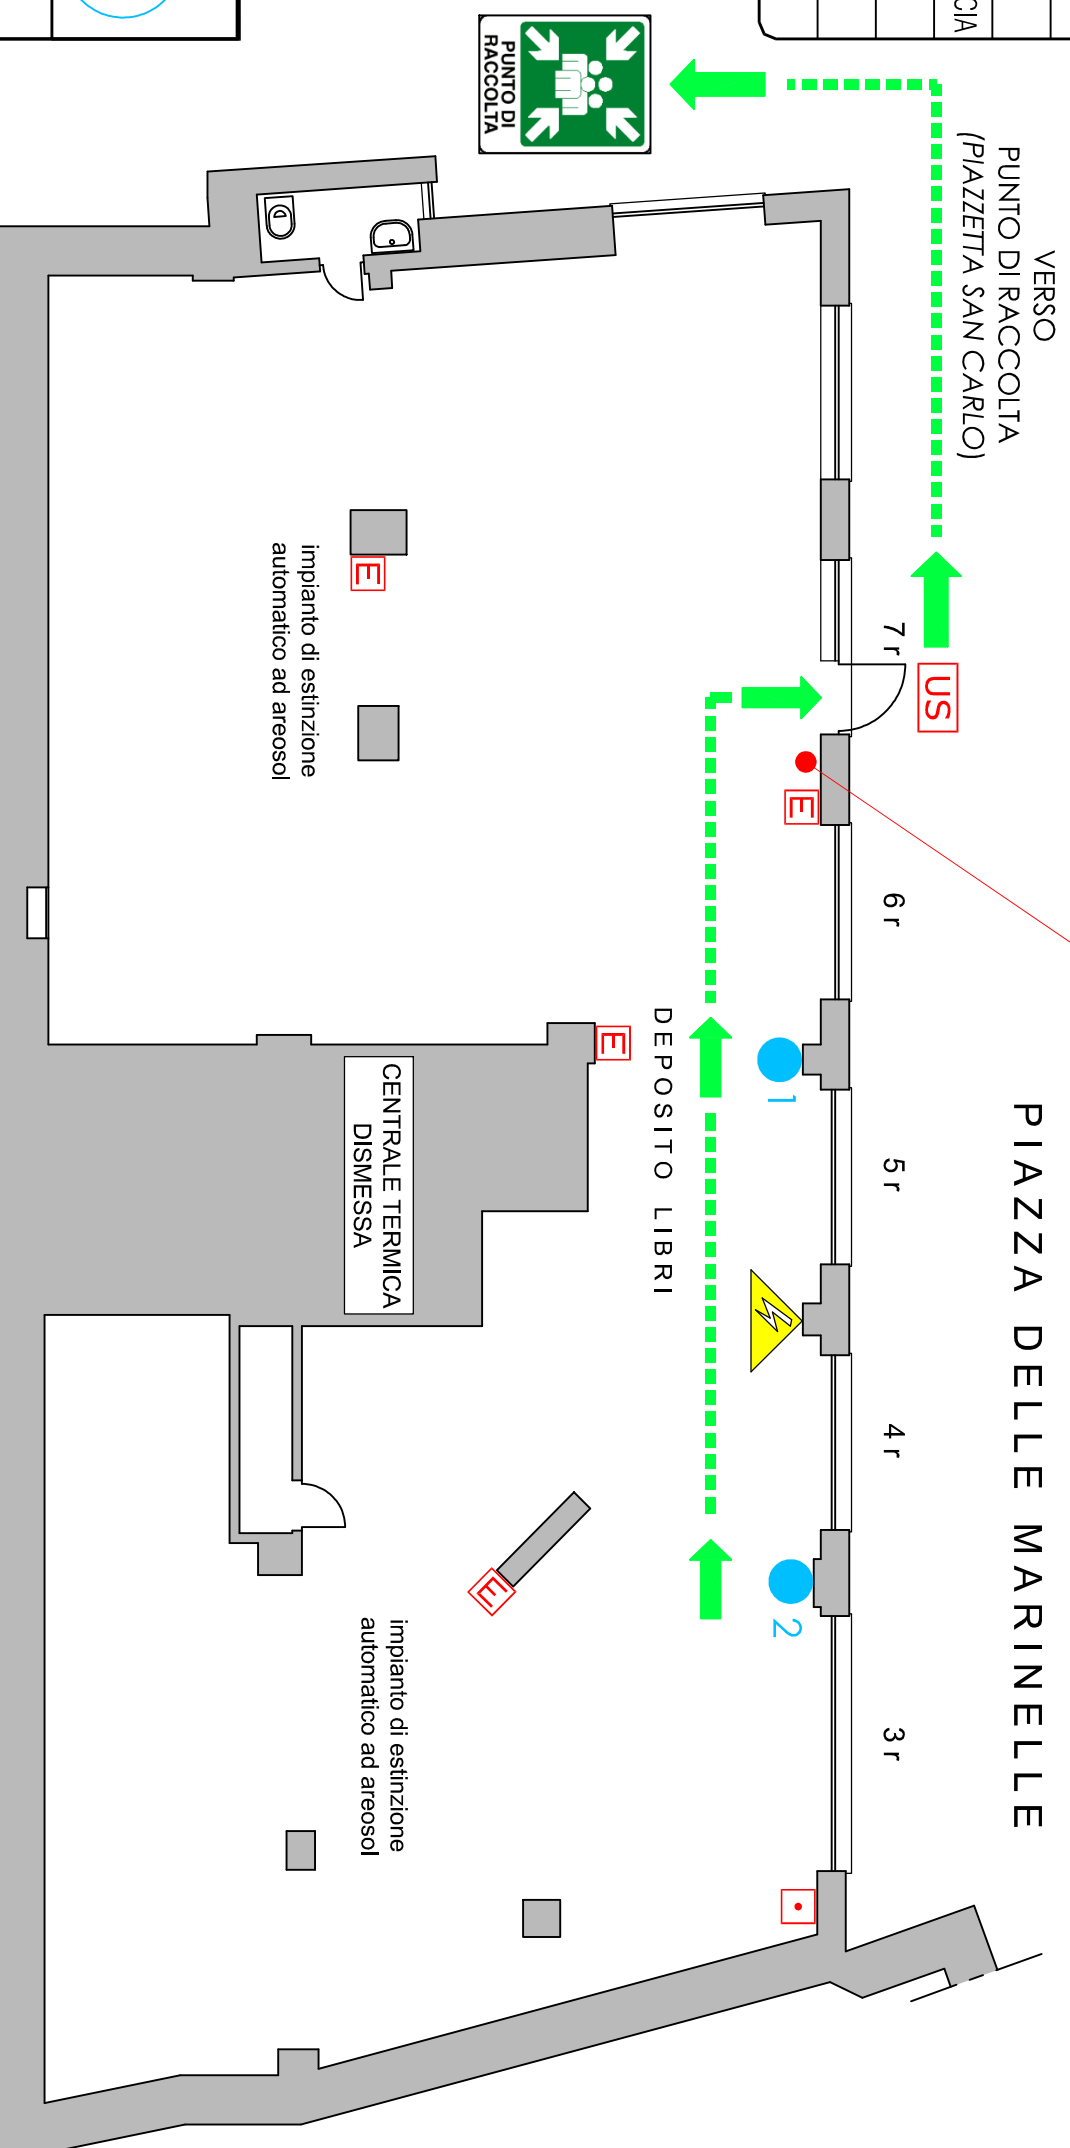 CIA
VERSO
PUNTO DI RACCOLTA
(PIAZZETTA SAN CARLO)
PUNTO DI
RACCOLTA
PIAZZA DELLE MARINELLE
US
7 r
6 r
5 r
4 r
3 r
E
1
2
DEPOSITO LIBRI
E
E
E
impianto di estinzione
automatico ad areosol
CENTRALE TERMICA
DISMESSA
impianto di estinzione
automatico ad areosol